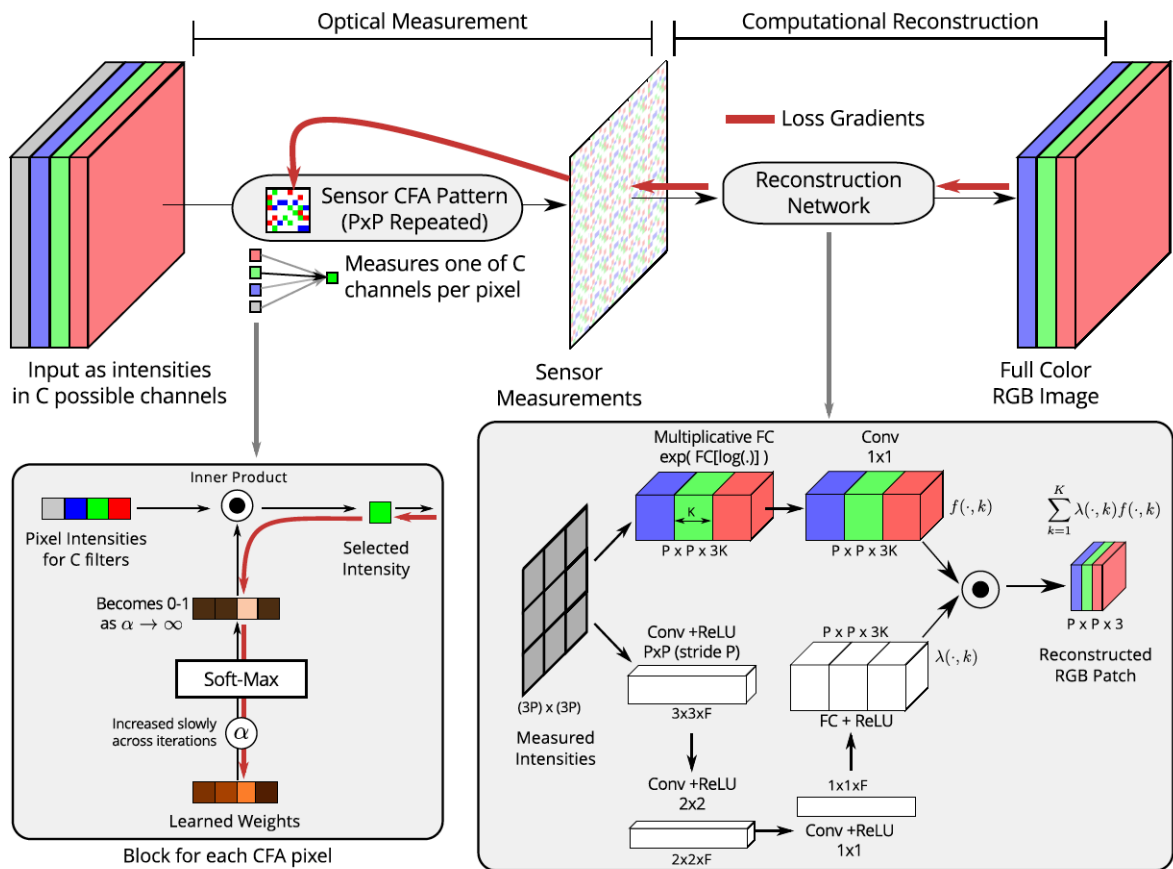 Optical Measurement
Computational Reconstruction
Loss Gradients
Sensor CFA Pattern
(PxP Repeated)
Reconstruction
Network
Measures one of C
channels per pixel
Input as intensities
in C possible channels
Sensor
Measurements
Full Color
RGB Image
Inner Product
Pixel Intensities
for C filters
Selected
Intensity
Becomes 0-1
as α → ∞
Soft-Max
Increased slowly
across iterations
α
Learned Weights
Block for each CFA pixel
Multiplicative FC
exp( FC[log(.)] )
K
P x P x 3K
Conv
1x1
P x P x 3K
f(·, k)
(3P) x (3P)
Measured
Intensities
Conv +ReLU
PxP (stride P)
3x3xF
Conv +ReLU
2x2
2x2xF
1x1xF
Conv +ReLU
1x1
P x P x 3K
λ(·, k)
FC + ReLU
∑_{k=1}^{K} λ(·, k)f(·, k)
P x P x 3
Reconstructed
RGB Patch